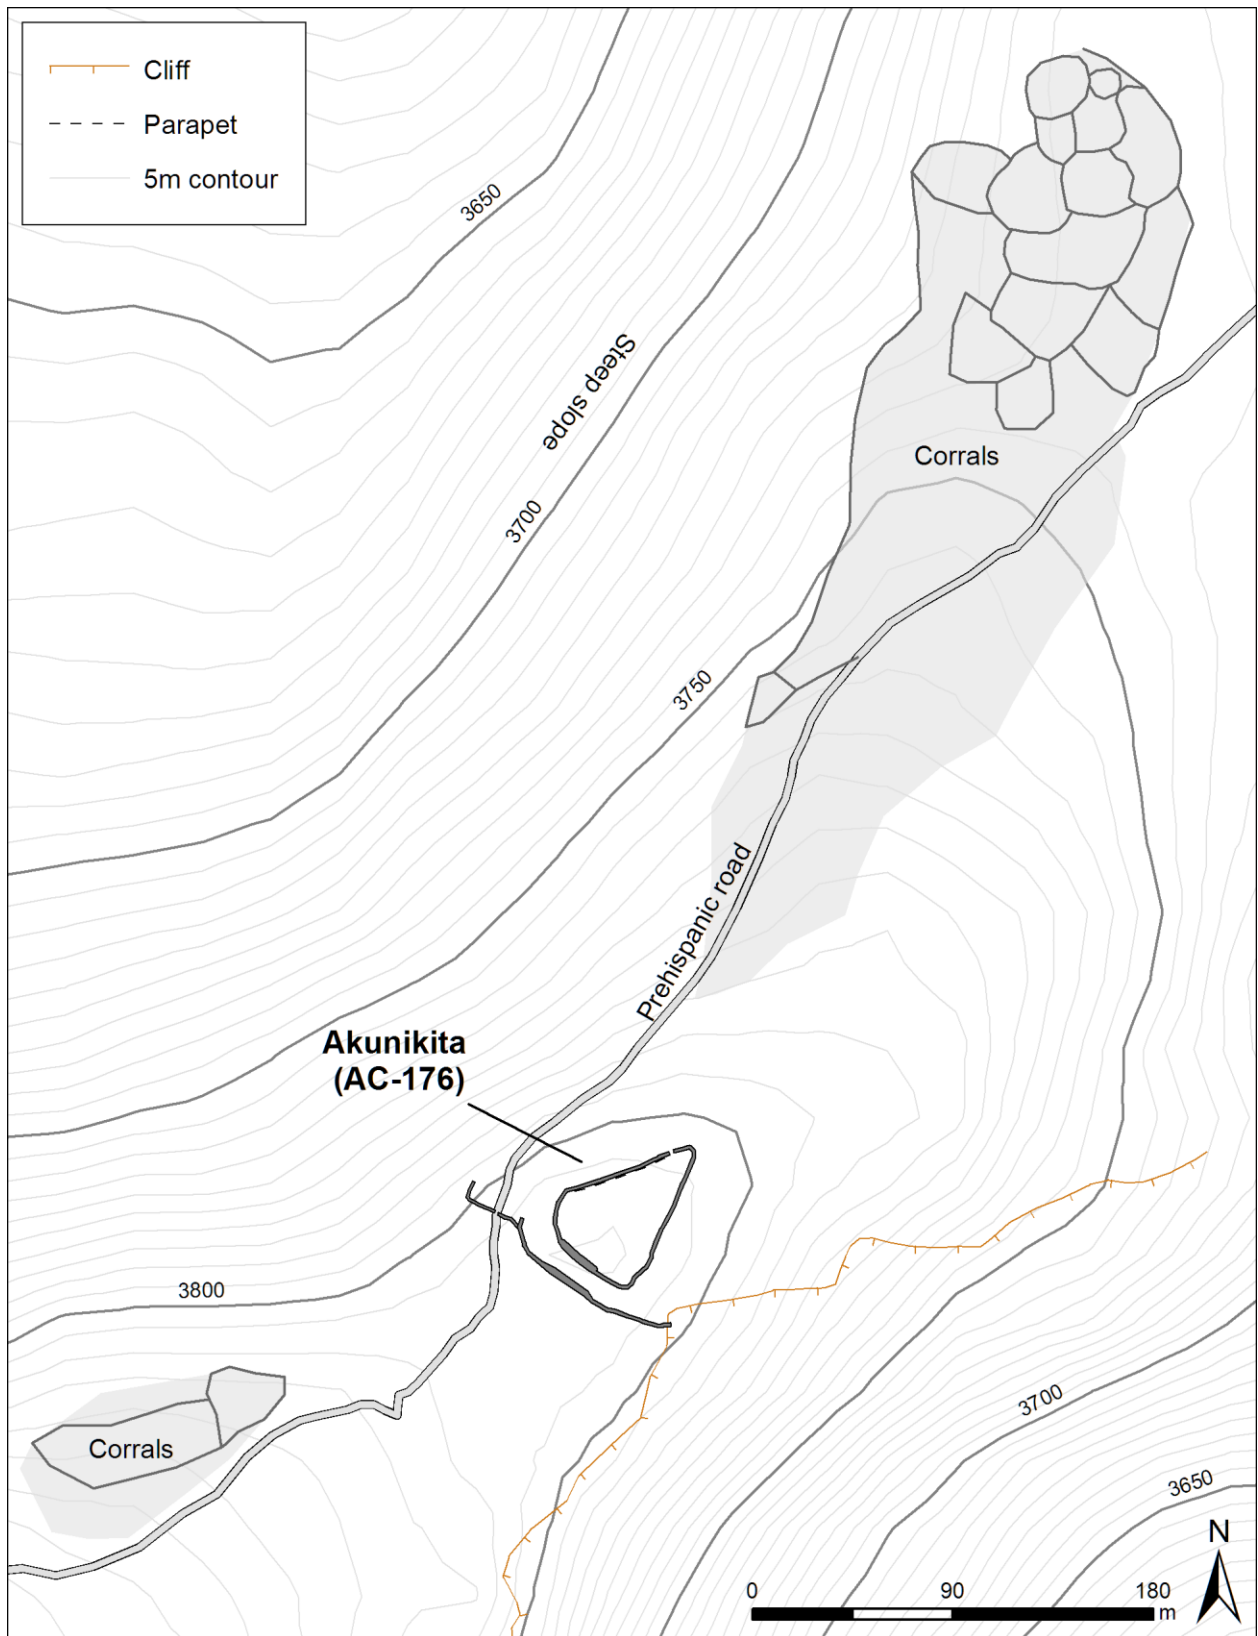 Cliff
Parapet
5m contour
3650
Steep slope
3700
Corrals
3750
Prehispanic road
Akunikita
(AC-176)
3800
Corrals
3700
3650
N
0 90 180
m